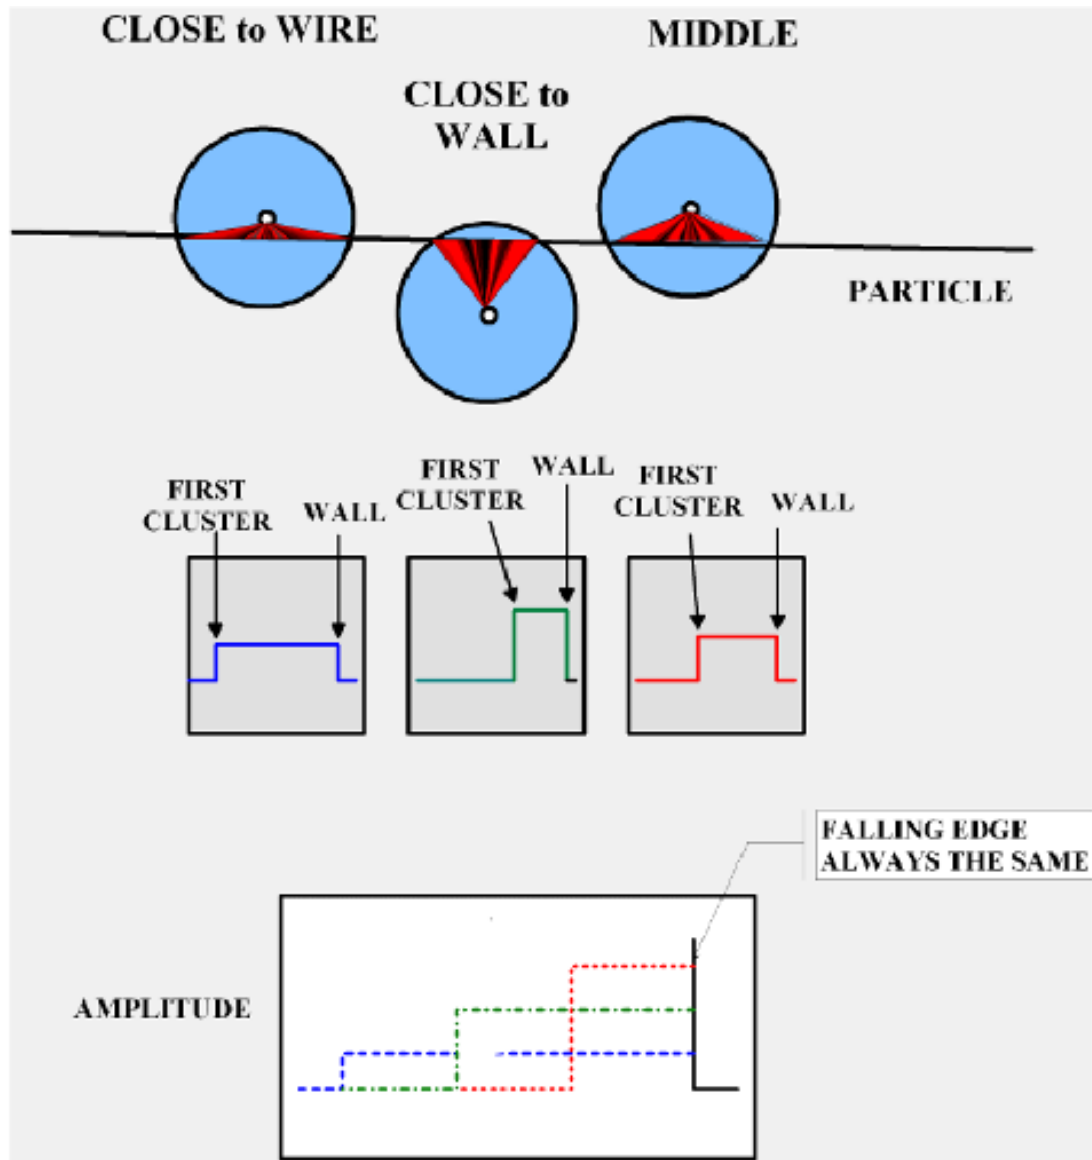 CLOSE to WIRE
MIDDLE
CLOSE to
WALL
PARTICLE
FIRST
CLUSTER
WALL
FIRST
CLUSTER
WALL
FIRST
CLUSTER
WALL
FALLING EDGE
ALWAYS THE SAME
AMPLITUDE